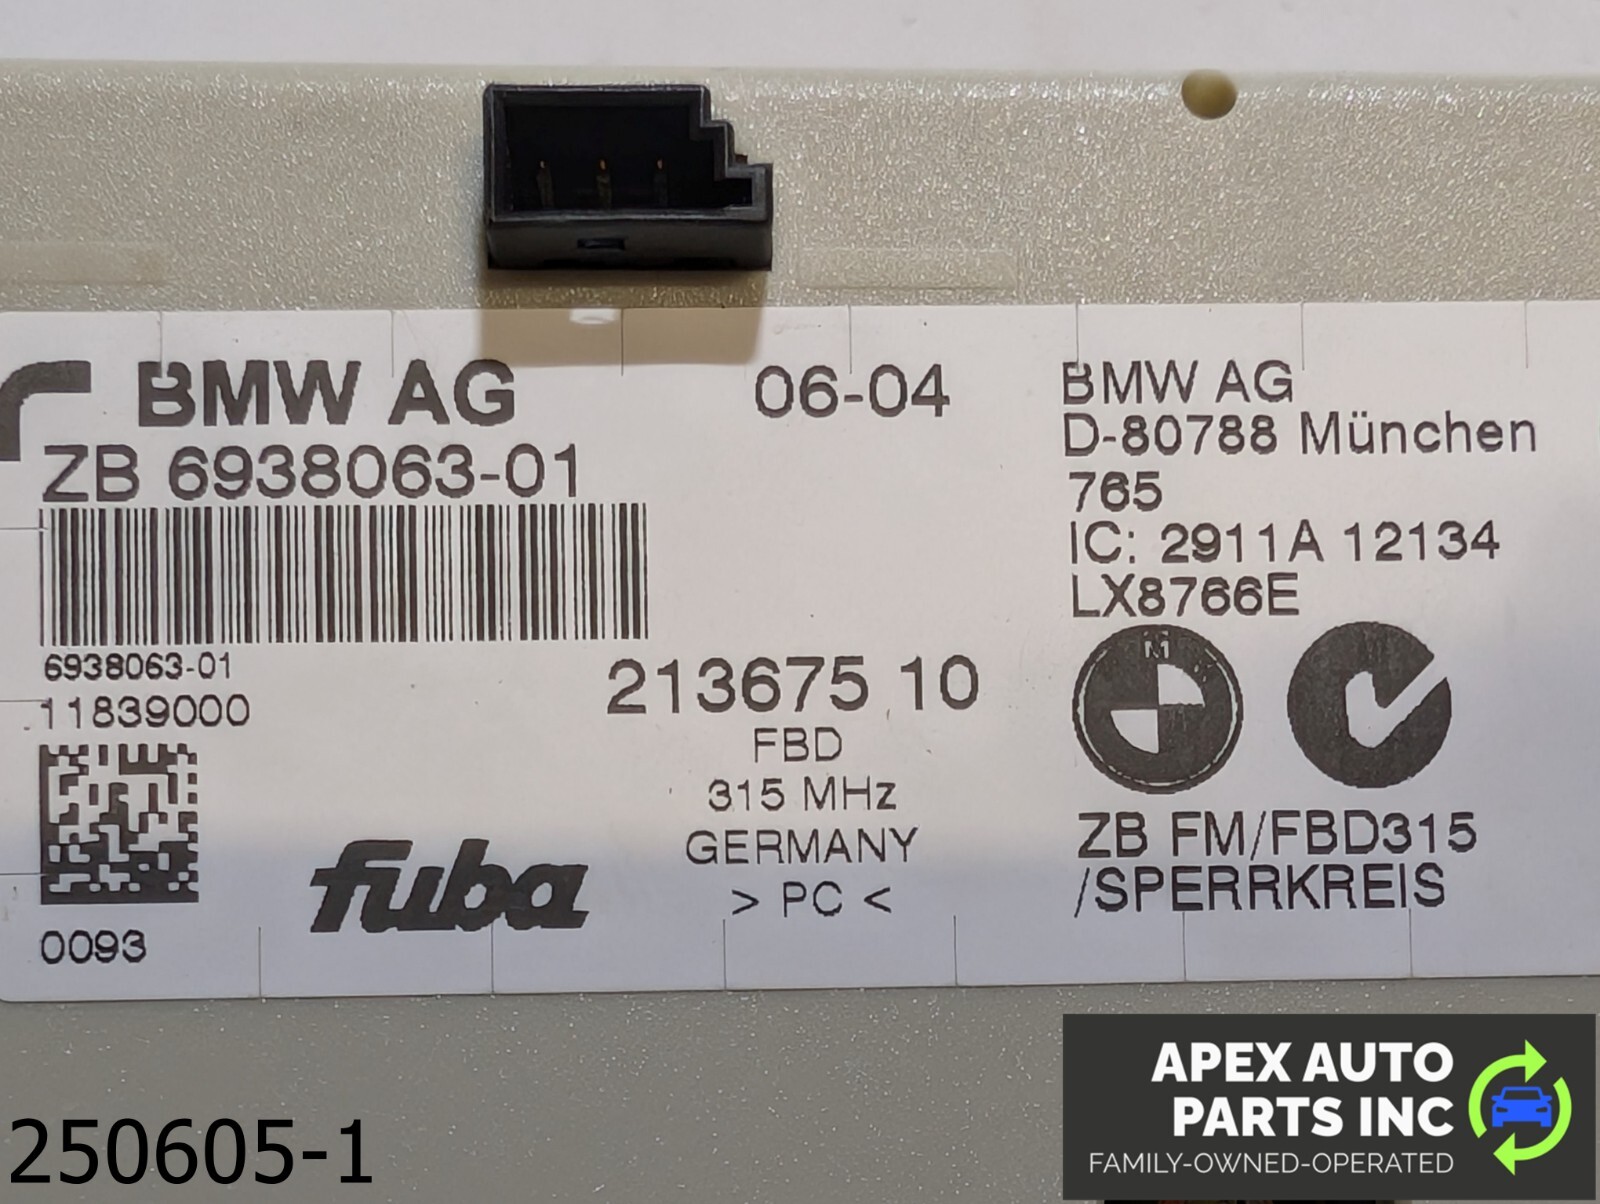 BMW AG
ZB 6938063-01
6938063-01
11839000
0093
fuba
06-04
213675 10
FBD
315 MHz
GERMANY
> PC <
BMW AG
D-80788 München
765
IC: 2911A 12134
LX8766E
M
ZB FM/FBD315
/SPERRKREIS
250605-1
APEX AUTO
PARTS INC
FAMILY-OWNED-OPERATED